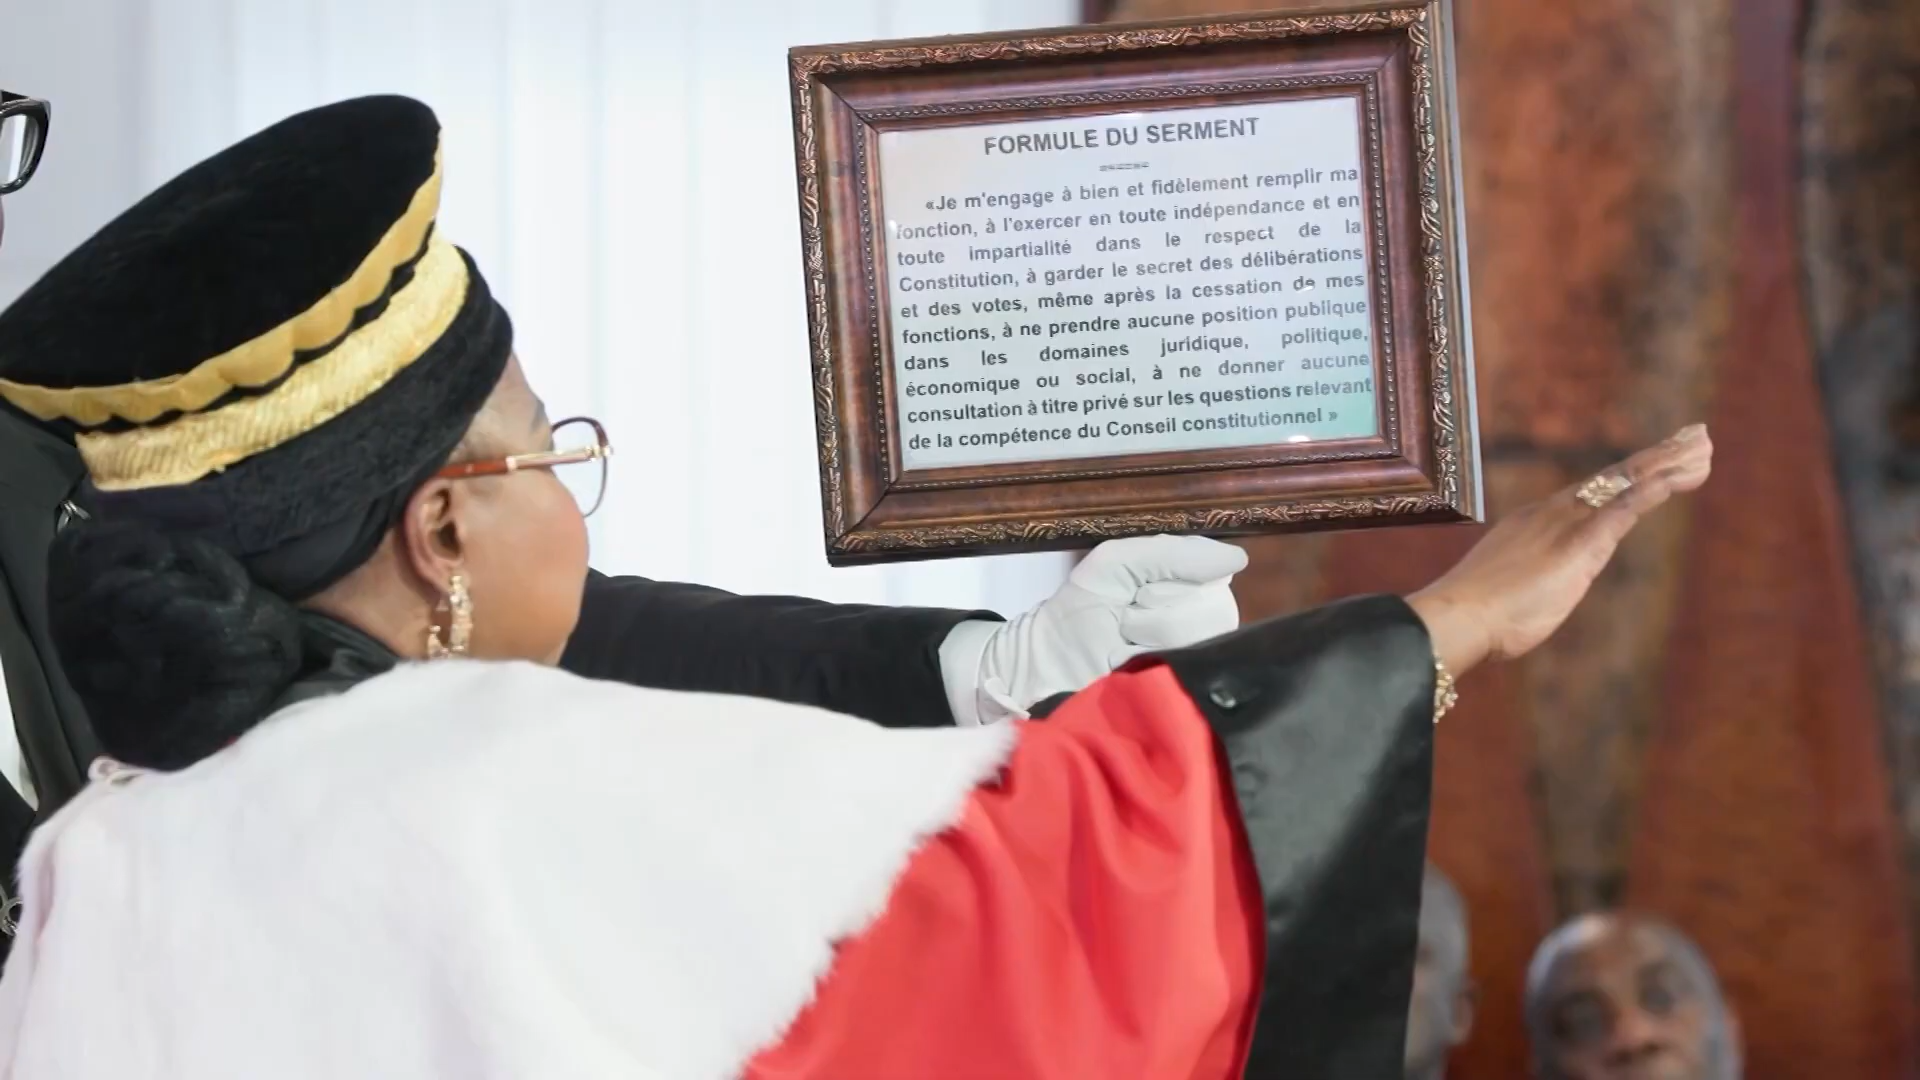 FORMULE DU SERMENT
======
«Je m'engage à bien et fidèlement remplir ma
fonction, à l'exercer en toute indépendance et en
toute impartialité dans le respect de la
Constitution, à garder le secret des délibérations
et des votes, même après la cessation de mes
fonctions, à ne prendre aucune position publique
dans les domaines juridique, politique,
économique ou social, à ne donner aucune
consultation à titre privé sur les questions relevant
de la compétence du Conseil constitutionnel »